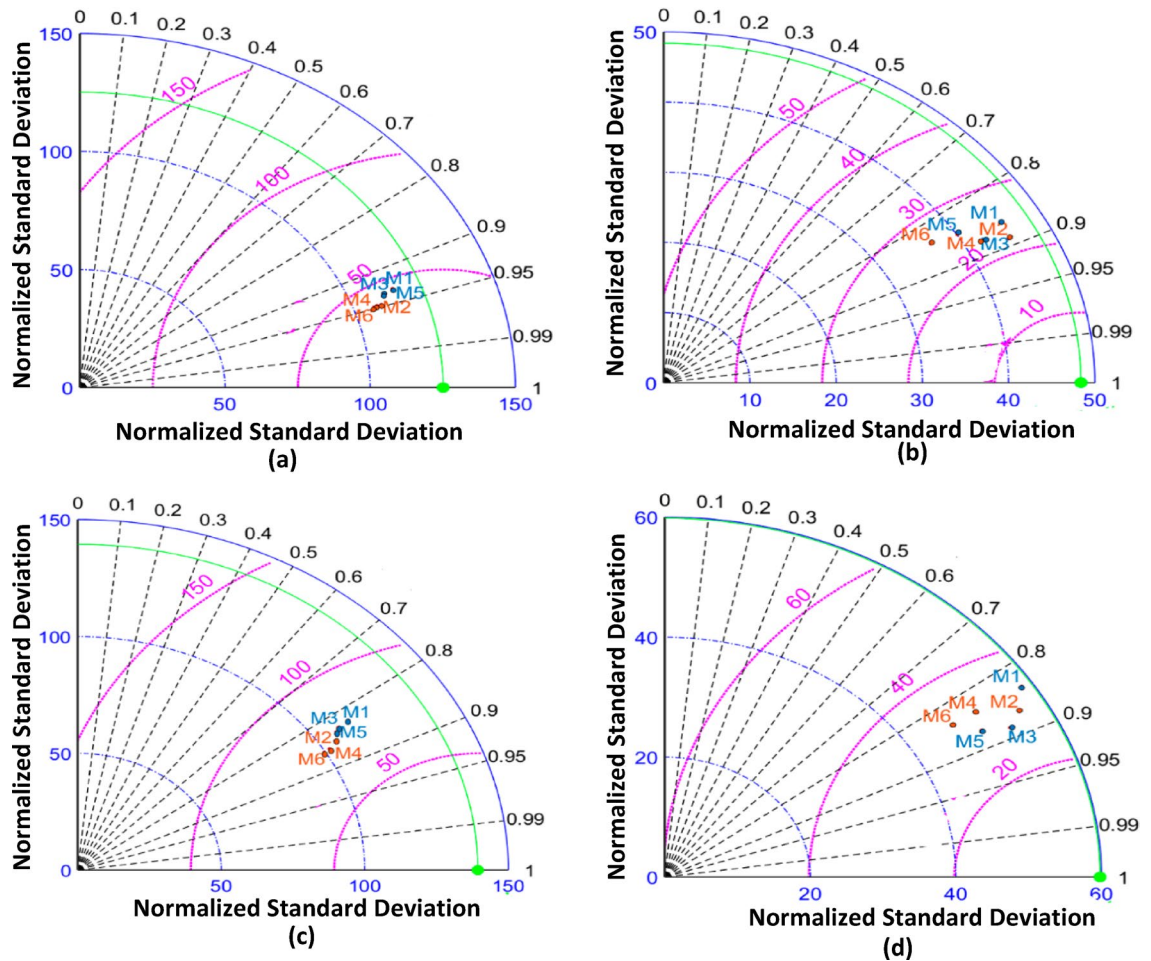 0 0.1 0.2 0.3 0.4 0.5 0.6 0.7 0.8 0.9 0.95 0.99 1
150 100 50 0
50 100 150
150 100 50
M3 M1
M4 M5
M6 M2
Normalized Standard Deviation
Normalized Standard Deviation
(a)
0 0.1 0.2 0.3 0.4 0.5 0.6 0.7 0.8 0.9 0.95 0.99 1
50 0
10 20 30 40 50
50 40 30 20 10
M5 M1
M6 M4 M2
M3
Normalized Standard Deviation
Normalized Standard Deviation
(b)
0 0.1 0.2 0.3 0.4 0.5 0.6 0.7 0.8 0.9 0.95 0.99 1
150 100 50 0
50 100 150
150 100 50
M3 M1
M2 M5
M6 M4
Normalized Standard Deviation
Normalized Standard Deviation
(c)
0 0.1 0.2 0.3 0.4 0.5 0.6 0.7 0.8 0.9 0.95 0.99 1
60 40 20 0
20 40 60
60 40 20
M1
M6 M4 M2
M5 M3
Normalized Standard Deviation
Normalized Standard Deviation
(d)